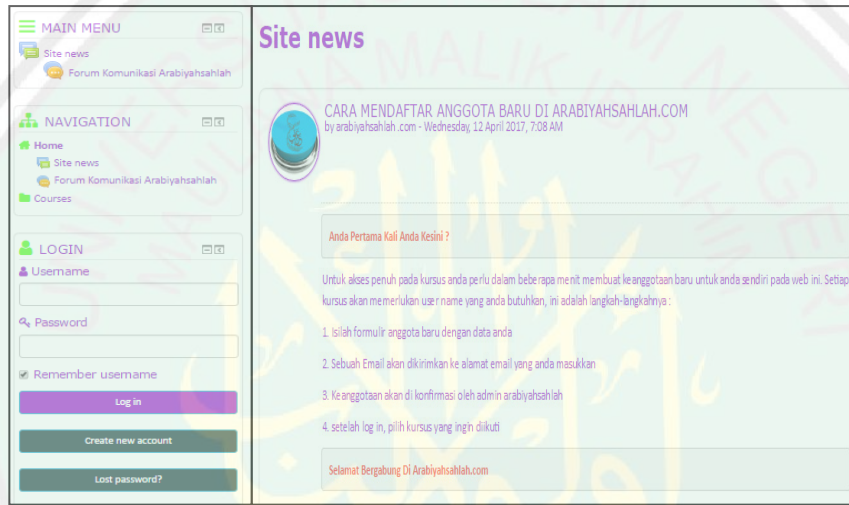 MAIN MENU
Site news
Forum Komunikasi Arabiyahsahlah
NAVIGATION
Home
Site news
Forum Komunikasi Arabiyahsahlah
Courses
LOGIN
Username
Password
Remember username
Log in
Create new account
Lost password?
Site news
CARA MENDAFTAR ANGGOTA BARU DI ARABIYAHSAHLAH.COM
by arabiyahsahlah .com - Wednesday, 12 April 2017, 7:08 AM
Anda Pertama Kali Anda Kesini ?
Untuk akses penuh pada kursus anda perlu dalam beberapa menit membuat keanggotaan baru untuk anda sendiri pada web ini. Setiap
kursus akan memerlukan user name yang anda butuhkan, ini adalah langkah-langkahnya :
1. Isilah formulir anggota baru dengan data anda
2. Sebuah Email akan dikirimkan ke alamat email yang anda masukkan
3. Keanggotaan akan di konfirmasi oleh admin arabiyahsahlah
4. setelah log in, pilih kursus yang ingin diikuti
Selamat Bergabung Di Arabiyahsahlah.com